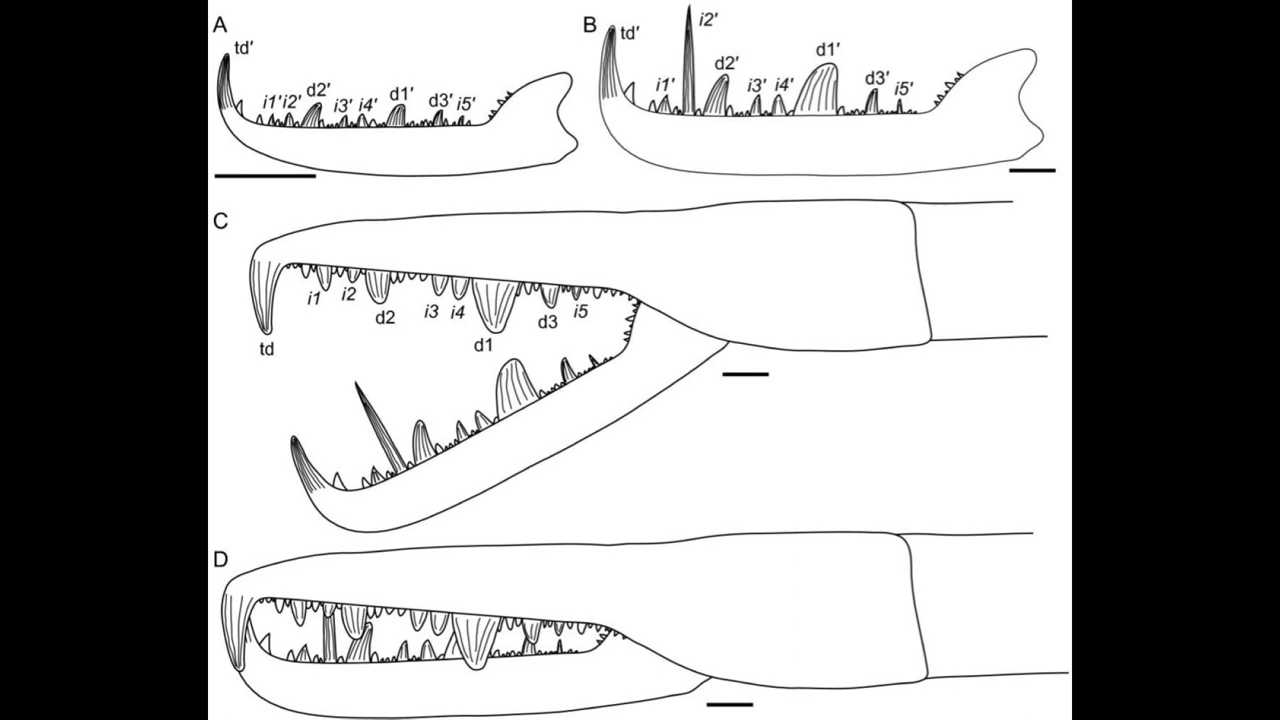 A
td′
i1′ i2′ d2′ i3′ i4′ d1′ d3′ i5′
B
td′
i2′
i1′ d2′ i3′ i4′ d1′ d3′ i5′
C
td i1 i2 d2 i3 i4 d1 d3 i5
D